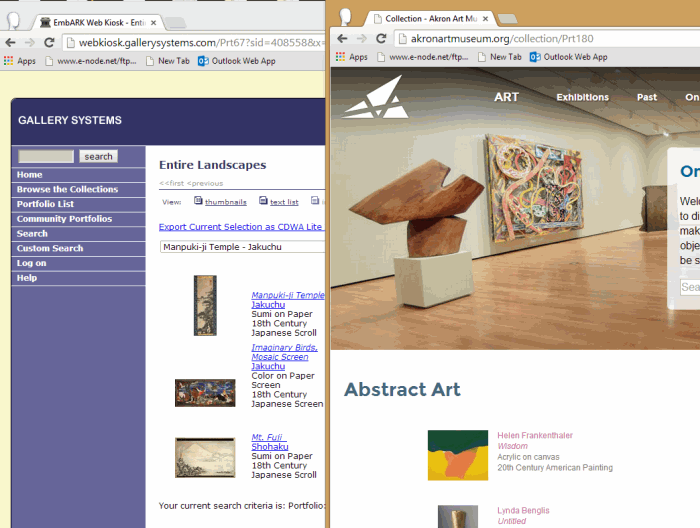 EmbARK Web Kiosk - Enti
webkiosk.gallerysystems.com/Prt67?sid=408558&x=
Apps www.e-node.net/ftp... New Tab Outlook Web App
GALLERY SYSTEMS
search
Home
Browse the Collections
Portfolio List
Community Portfolios
Search
Custom Search
Log on
Help
Entire Landscapes
<<first <previous
View: thumbnails text list
Export Current Selection as CDWA Lite
Manpuki-ji Temple - Jakuchu
Manpuki-ji Temple
Jakuchu
Sumi on Paper
18th Century
Japanese Scroll
Imaginary Birds,
Mosaic Screen
Jakuchu
Color on Paper
Screen
18th Century
Japanese Screen
Mt. Fuji
Shohaku
Sumi on Paper
18th Century
Japanese Scroll
Your current search criteria is: Portfolio:
Collection - Akron Art Mu
akronartmuseum.org/collection/Prt180
Apps www.e-node.net/ftp... New Tab Outlook Web App
ART Exhibitions Past On
On
Welc
to di
mak
obje
be s
Sea
Abstract Art
Helen Frankenthaler
Wisdom
Acrylic on canvas
20th Century American Painting
Lynda Benglis
Untitled